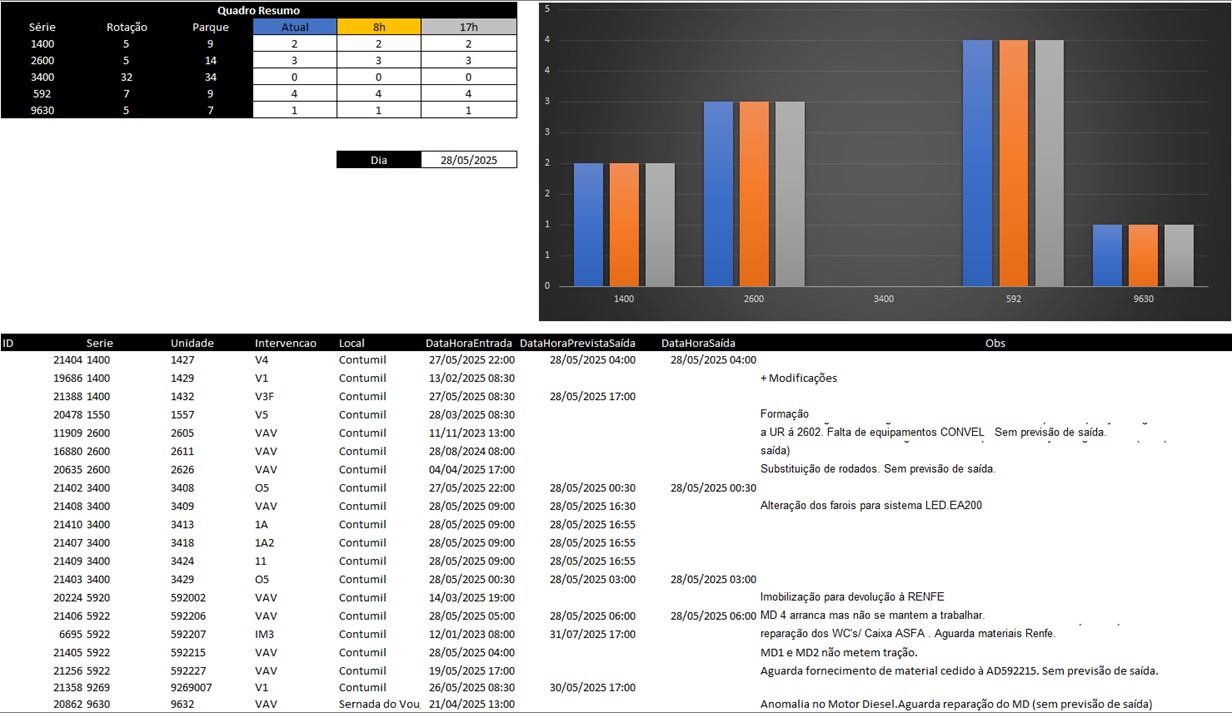 Quadro Resumo
Série Rotação Parque Atual 8h 17h
1400 5 9 2 2 2
2600 5 14 3 3 3
3400 32 34 0 0 0
592 7 9 4 4 4
9630 5 7 1 1 1
Dia 28/05/2025
5
4
4
3
3
2
2
1
1
0
1400 2600 3400 592 9630
ID Serie Unidade Intervencao Local DataHoraEntrada DataHoraPrevistaSaída DataHoraSaída Obs
21404 1400 1427 V4 Contumil 27/05/2025 22:00 28/05/2025 04:00 28/05/2025 04:00
19686 1400 1429 V1 Contumil 13/02/2025 08:30 + Modificações
21388 1400 1432 V3F Contumil 27/05/2025 08:30 28/05/2025 17:00
20478 1550 1557 V5 Contumil 28/03/2025 08:30 Formação
11909 2600 2605 VAV Contumil 11/11/2023 13:00 a UR á 2602. Falta de equipamentos CONVEL Sem previsão de saída.
16880 2600 2611 VAV Contumil 28/08/2024 08:00 saída)
20635 2600 2626 VAV Contumil 04/04/2025 17:00 Substituição de rodados. Sem previsão de saída.
21402 3400 3408 O5 Contumil 27/05/2025 22:00 28/05/2025 00:30 28/05/2025 00:30
21408 3400 3409 VAV Contumil 28/05/2025 09:00 28/05/2025 16:30 Alteração dos farois para sistema LED.EA200
21410 3400 3413 1A Contumil 28/05/2025 09:00 28/05/2025 16:55
21407 3400 3418 1A2 Contumil 28/05/2025 09:00 28/05/2025 16:55
21409 3400 3424 11 Contumil 28/05/2025 09:00 28/05/2025 16:55
21403 3400 3429 O5 Contumil 28/05/2025 00:30 28/05/2025 03:00 28/05/2025 03:00
20224 5920 592002 VAV Contumil 14/03/2025 19:00 Imobilização para devolução à RENFE
21406 5922 592206 VAV Contumil 28/05/2025 05:00 28/05/2025 06:00 28/05/2025 06:00 MD 4 arranca mas não se mantem a trabalhar.
6695 5922 592207 IM3 Contumil 12/01/2023 08:00 31/07/2025 17:00 reparação dos WC's/ Caixa ASFA . Aguarda materiais Renfe.
21405 5922 592215 VAV Contumil 28/05/2025 04:00 MD1 e MD2 não metem tração.
21256 5922 592227 VAV Contumil 19/05/2025 17:00 Aguarda fornecimento de material cedido à AD592215. Sem previsão de saída.
21358 9269 9269007 V1 Contumil 26/05/2025 08:30 30/05/2025 17:00
20862 9630 9632 VAV Sernada do Vou 21/04/2025 13:00 Anomalia no Motor Diesel.Aguarda reparação do MD (sem previsão de saída)